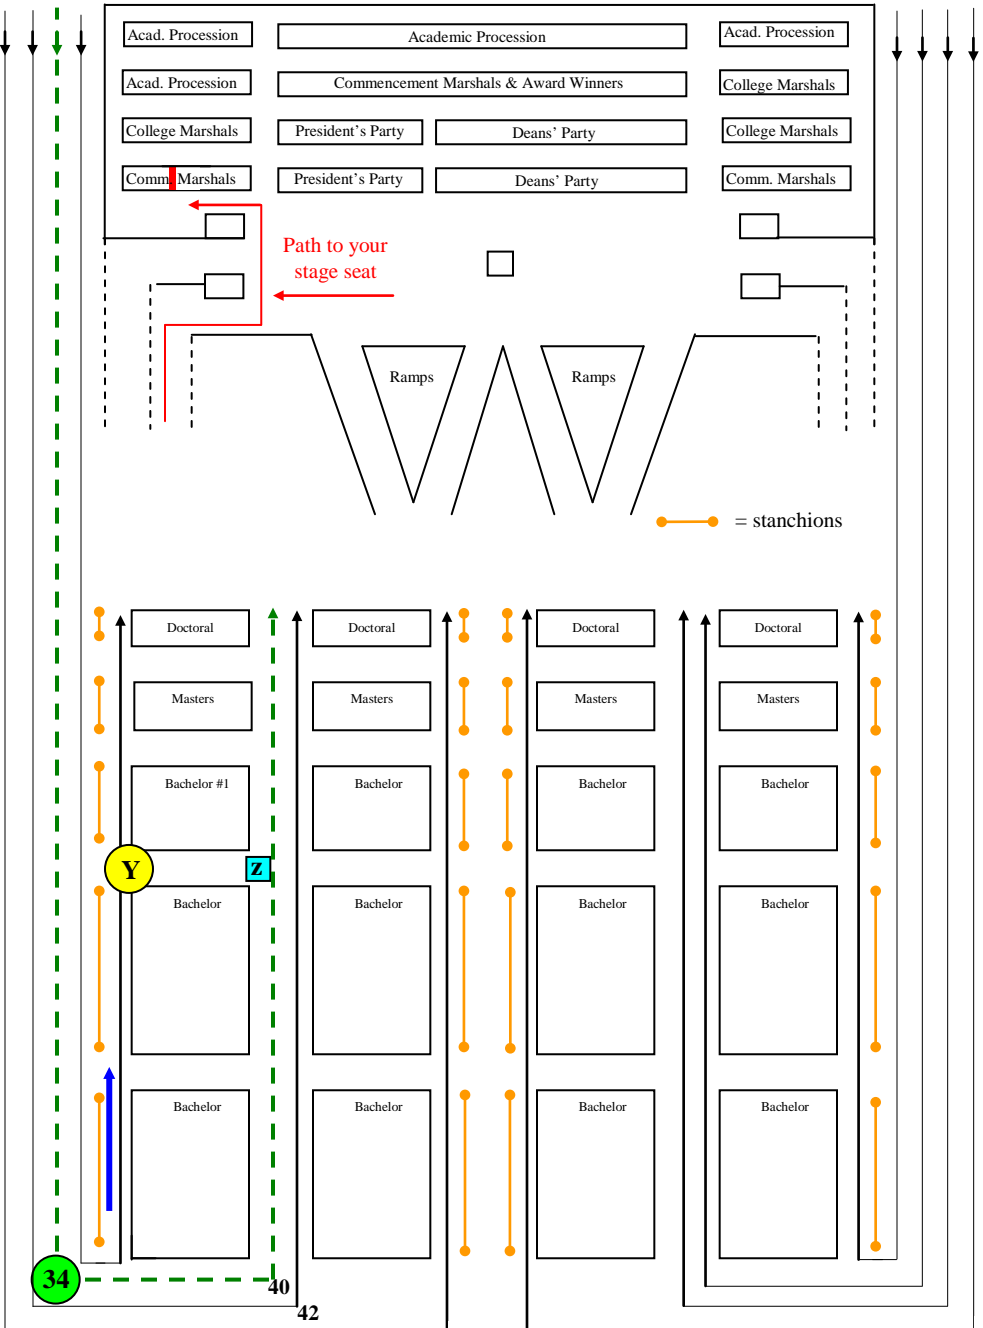 Acad. Procession
Academic Procession
Acad. Procession
Acad. Procession
Commencement Marshals & Award Winners
College Marshals
College Marshals
President's Party
Deans' Party
College Marshals
Comm Marshals
President's Party
Deans' Party
Comm. Marshals
Path to your
stage seat
Ramps
Ramps
= stanchions
Doctoral
Doctoral
Doctoral
Doctoral
Masters
Masters
Masters
Masters
Bachelor #1
Bachelor
Bachelor
Bachelor
Y
Z
Bachelor
Bachelor
Bachelor
Bachelor
Bachelor
Bachelor
Bachelor
Bachelor
34
40
42